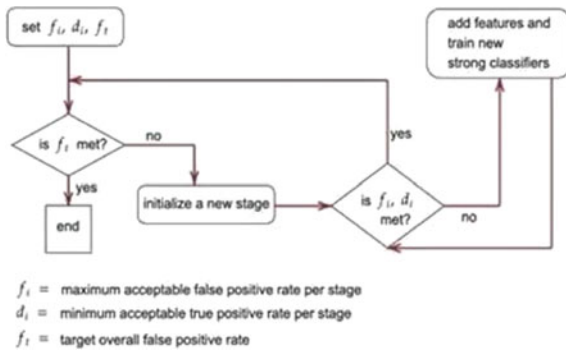 set f_i, d_i, f_t
add features and
train new
strong classifiers
is f_t met?
no
yes
yes
end
initialize a new stage
is f_i, d_i
met?
no
f_i = maximum acceptable false positive rate per stage
d_i = minimum acceptable true positive rate per stage
f_t = target overall false positive rate